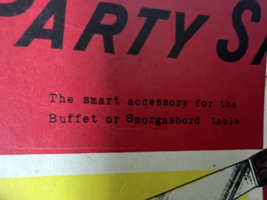 PARTY S
The smart accessory for the
Buffet or Smorgasbord table.